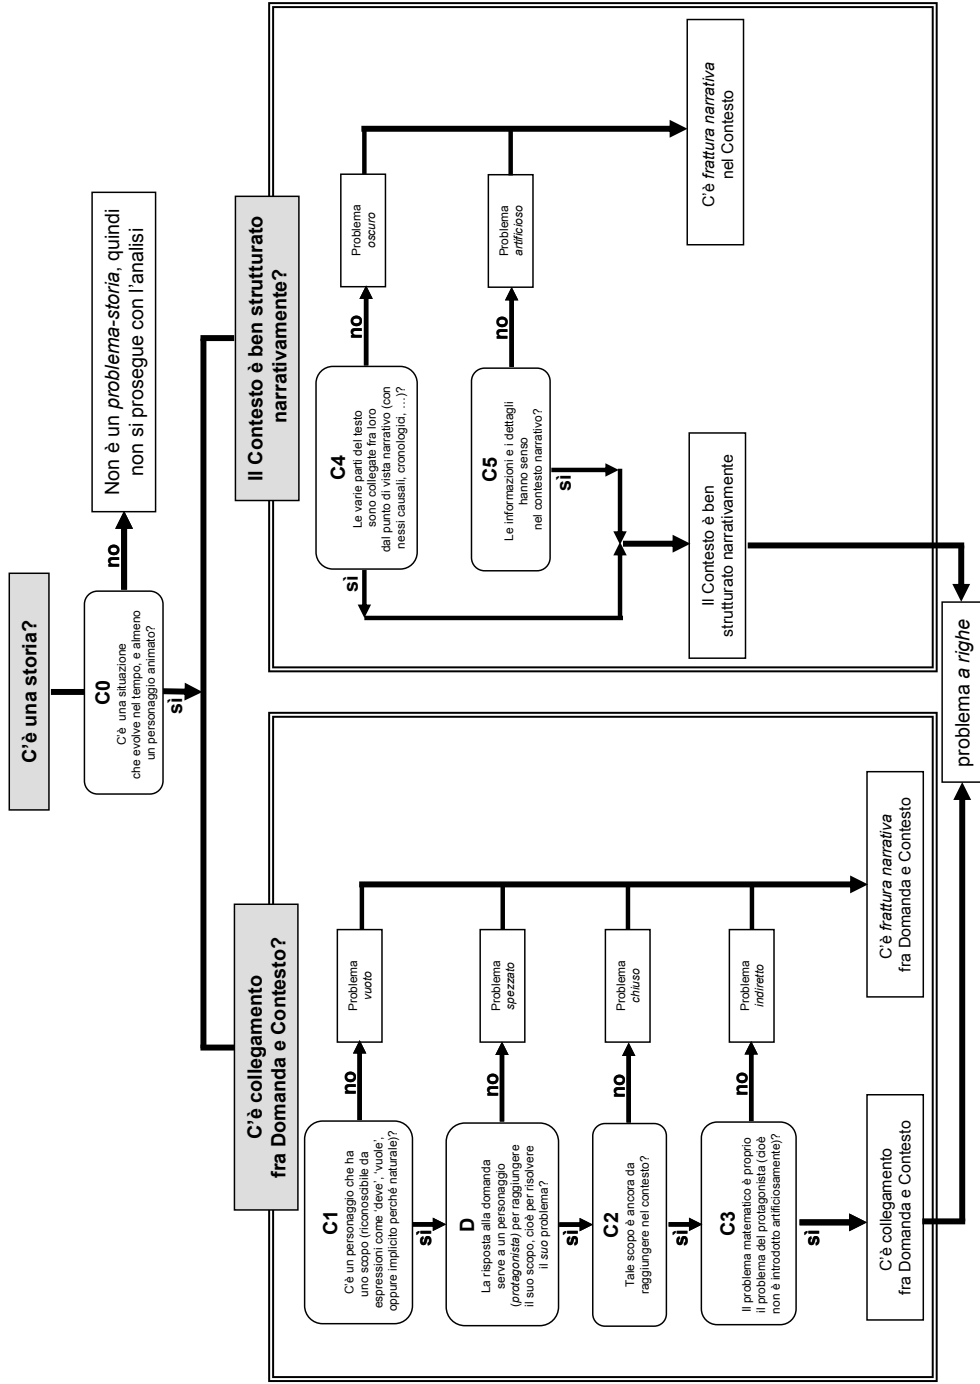 C'è una storia?
C0
C'è una situazione
che evolve nel tempo, e almeno
un personaggio animato?
no
Non è un problema-storia, quindi
non si prosegue con l'analisi
sì
C'è collegamento
fra Domanda e Contesto?
C1
C'è un personaggio che ha
uno scopo (riconoscibile da
espressioni come 'deve', 'vuole',
oppure implicito perché naturale)?
no
Problema
vuoto
sì
D
La risposta alla domanda
serve a un personaggio
(protagonista) per raggiungere
il suo scopo, cioè per risolvere
il suo problema?
no
Problema
spezzato
sì
C2
Tale scopo è ancora da
raggiungere nel contesto?
no
Problema
chiuso
sì
C3
Il problema matematico è proprio
il problema del protagonista (cioè
non è introdotto artificiosamente)?
no
Problema
indiretto
sì
C'è collegamento
fra Domanda e Contesto
C'è frattura narrativa
fra Domanda e Contesto
Il Contesto è ben strutturato
narrativamente?
C4
Le varie parti del testo
sono collegate fra loro
dal punto di vista narrativo (con
nessi causali, cronologici, …)?
no
Problema
oscuro
sì
C5
Le informazioni e i dettagli
hanno senso
nel contesto narrativo?
no
Problema
artificioso
sì
Il Contesto è ben
strutturato narrativamente
C'è frattura narrativa
nel Contesto
problema a righe